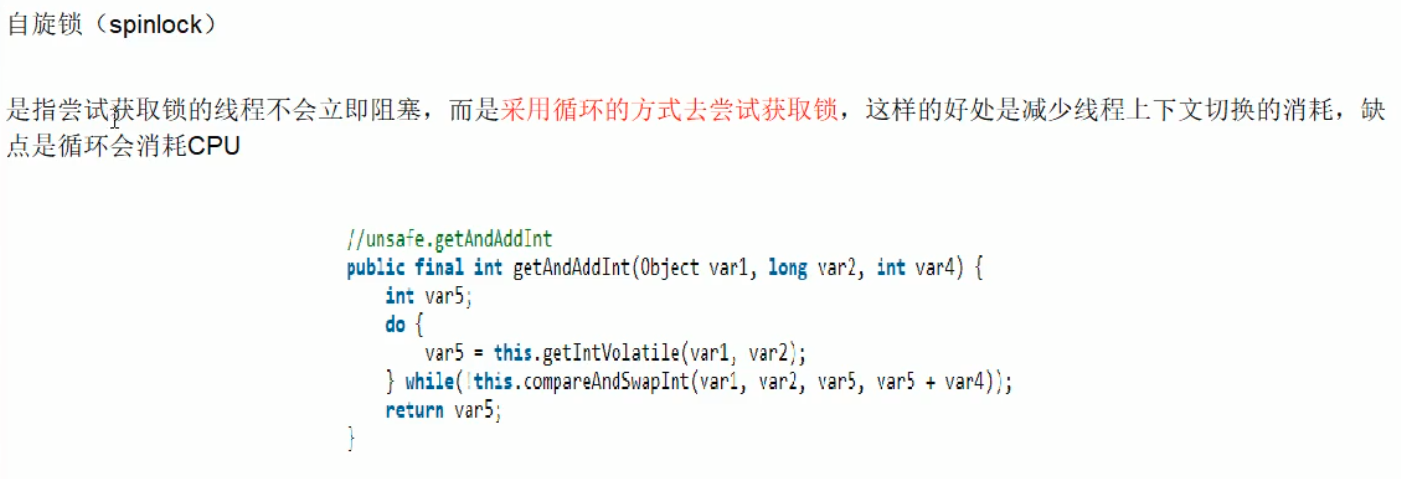 自旋锁（spinlock）
是指尝试获取锁的线程不会立即阻塞，而是采用循环的方式去尝试获取锁，这样的好处是减少线程上下文切换的消耗，缺
点是循环会消耗CPU
//unsafe.getAndAddInt
public final int getAndAddInt(Object var1, long var2, int var4) {
int var5;
do {
var5 = this.getIntVolatile(var1, var2);
} while(!this.compareAndSwapInt(var1, var2, var5, var5 + var4));
return var5;
}